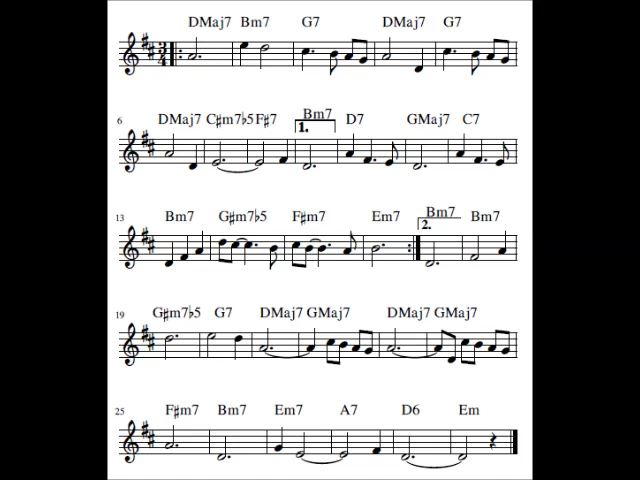 DMaj7 Bm7 G7 DMaj7 G7
3
4
6 DMaj7 C#m7♭5 F#7 Bm7 D7 GMaj7 C7
1.
13 Bm7 G#m7♭5 F#m7 Em7 Bm7 Bm7
2.
19 G#m7♭5 G7 DMaj7 GMaj7 DMaj7 GMaj7
25 F#m7 Bm7 Em7 A7 D6 Em